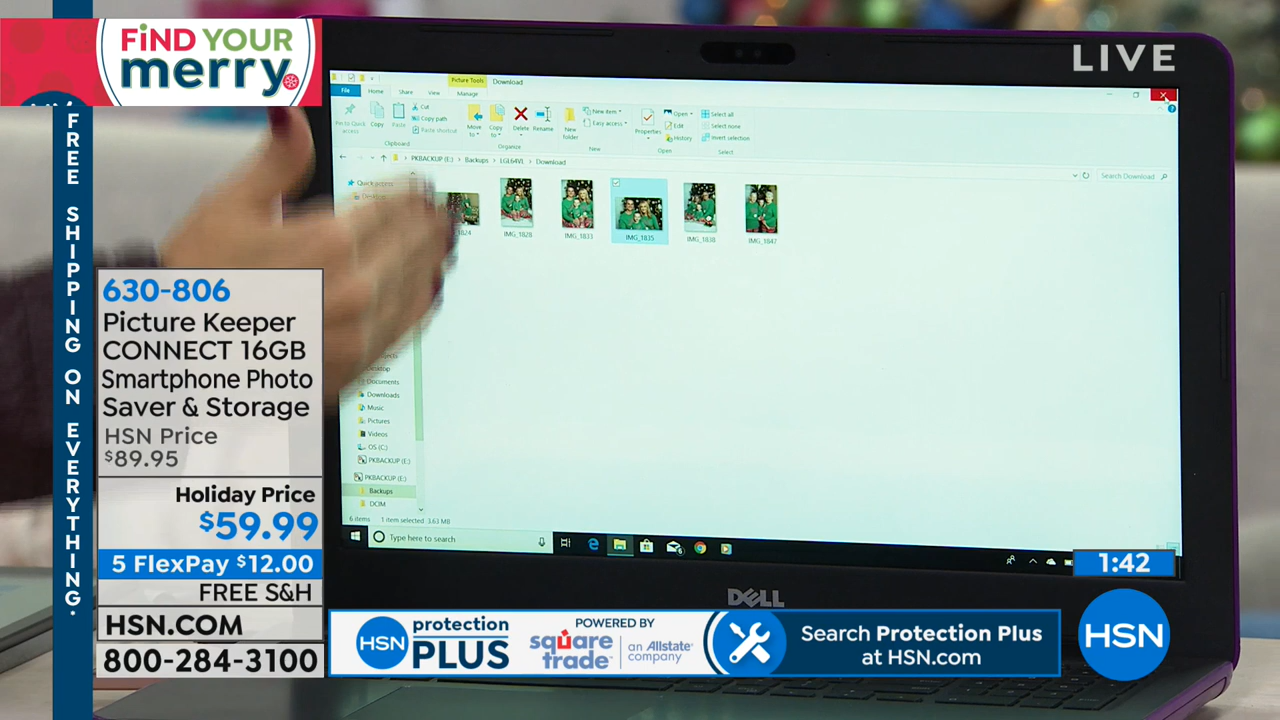 FiND YOUR
merry
LIVE
FREE SHIPPING ON EVERYTHING.
630-806
Picture Keeper
CONNECT 16GB
Smartphone Photo
Saver & Storage
HSN Price
$89.95
Holiday Price
$59.99
5 FlexPay $12.00
FREE S&H
HSN.COM
800-284-3100
Picture Tools
Download
File
Home
Share
View
Manage
Copy
Paste
Cut
Copy path
Paste shortcut
Clipboard
Move to
Copy to
Delete
Rename
Organize
New folder
New item
Easy access
New
Properties
Open
Edit
History
Open
Select all
Select none
Invert selection
Select
PKBACKUP (E:) > Backups > LGL64VL > Download
Search Download
Quick access
IMG_1828
IMG_1833
IMG_1835
IMG_1838
IMG_1847
Documents
Downloads
Music
Pictures
Videos
OS (C:)
PKBACKUP (E:)
PKBACKUP (E:)
Backups
DCIM
6 items
1 item selected 3.63 MB
Type here to search
1:42
DELL
HSN
protection
PLUS
POWERED BY
square
trade
an Allstate
company
Search Protection Plus
at HSN.com
HSN